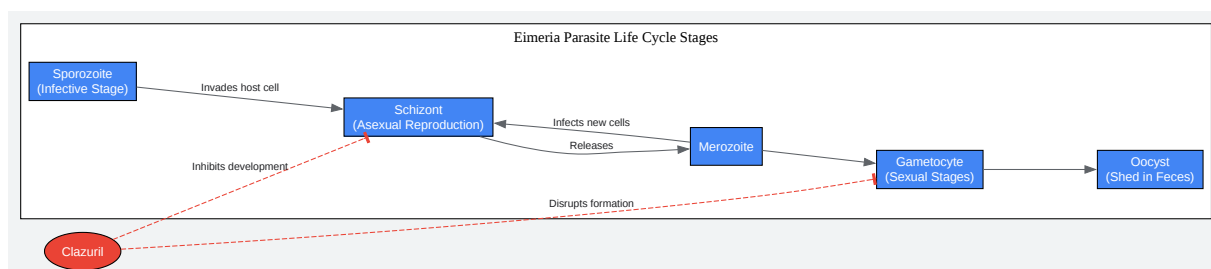 Eimeria Parasite Life Cycle Stages
Sporozoite
(Infective Stage)
Invades host cell
Schizont
(Asexual Reproduction)
Infects new cells
Releases
Merozoite
Gametocyte
(Sexual Stages)
Oocyst
(Shed in Feces)
Inhibits development
Disrupts formation
Clazuril